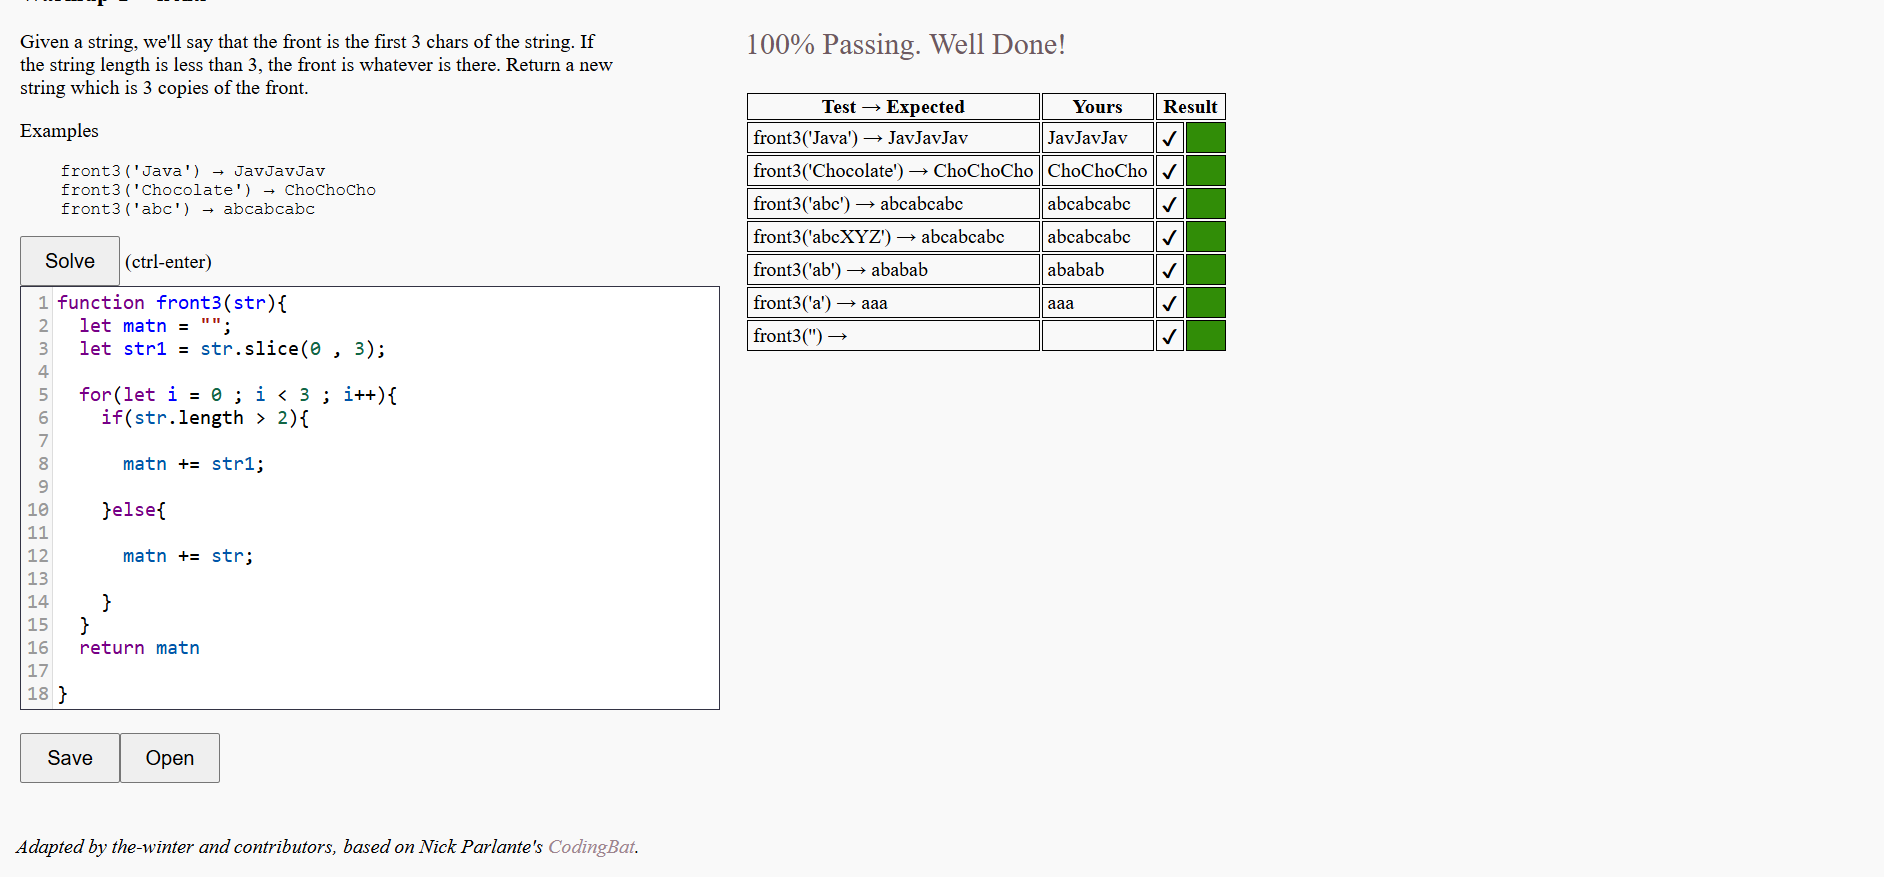 Given a string, we'll say that the front is the first 3 chars of the string. If
the string length is less than 3, the front is whatever is there. Return a new
string which is 3 copies of the front.
Examples
front3('Java') → JavJavJav
front3('Chocolate') → ChoChoCho
front3('abc') → abcabcabc
Solve (ctrl-enter)
1 function front3(str){
2 let matn = "";
3 let str1 = str.slice(0 , 3);
4
5 for(let i = 0 ; i < 3 ; i++){
6 if(str.length > 2){
7
8 matn += str1;
9
10 }else{
11
12 matn += str;
13
14 }
15 }
16 return matn
17
18 }
Save Open
Adapted by the-winter and contributors, based on Nick Parlante's CodingBat.
100% Passing. Well Done!
Test → Expected Yours Result
front3('Java') → JavJavJav JavJavJav ✓
front3('Chocolate') → ChoChoCho ChoChoCho ✓
front3('abc') → abcabcabc abcabcabc ✓
front3('abcXYZ') → abcabcabc abcabcabc ✓
front3('ab') → ababab ababab ✓
front3('a') → aaa aaa ✓
front3('') → ✓